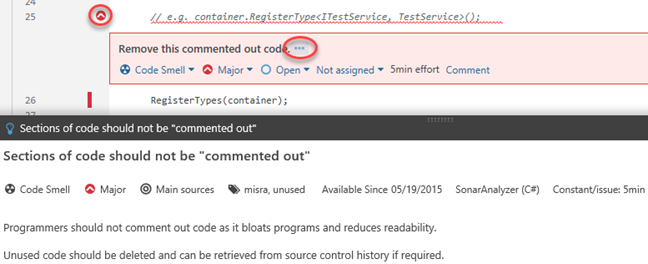 24
25 // e.g. container.RegisterType<ITestService, TestService>();
Remove this commented out code. •••
Code Smell Major Open Not assigned 5min effort Comment
26 RegisterTypes(container);
Sections of code should not be "commented out"
Sections of code should not be "commented out"
Code Smell Major Main sources misra, unused Available Since 05/19/2015 SonarAnalyzer (C#) Constant/issue: 5min
Programmers should not comment out code as it bloats programs and reduces readability.
Unused code should be deleted and can be retrieved from source control history if required.